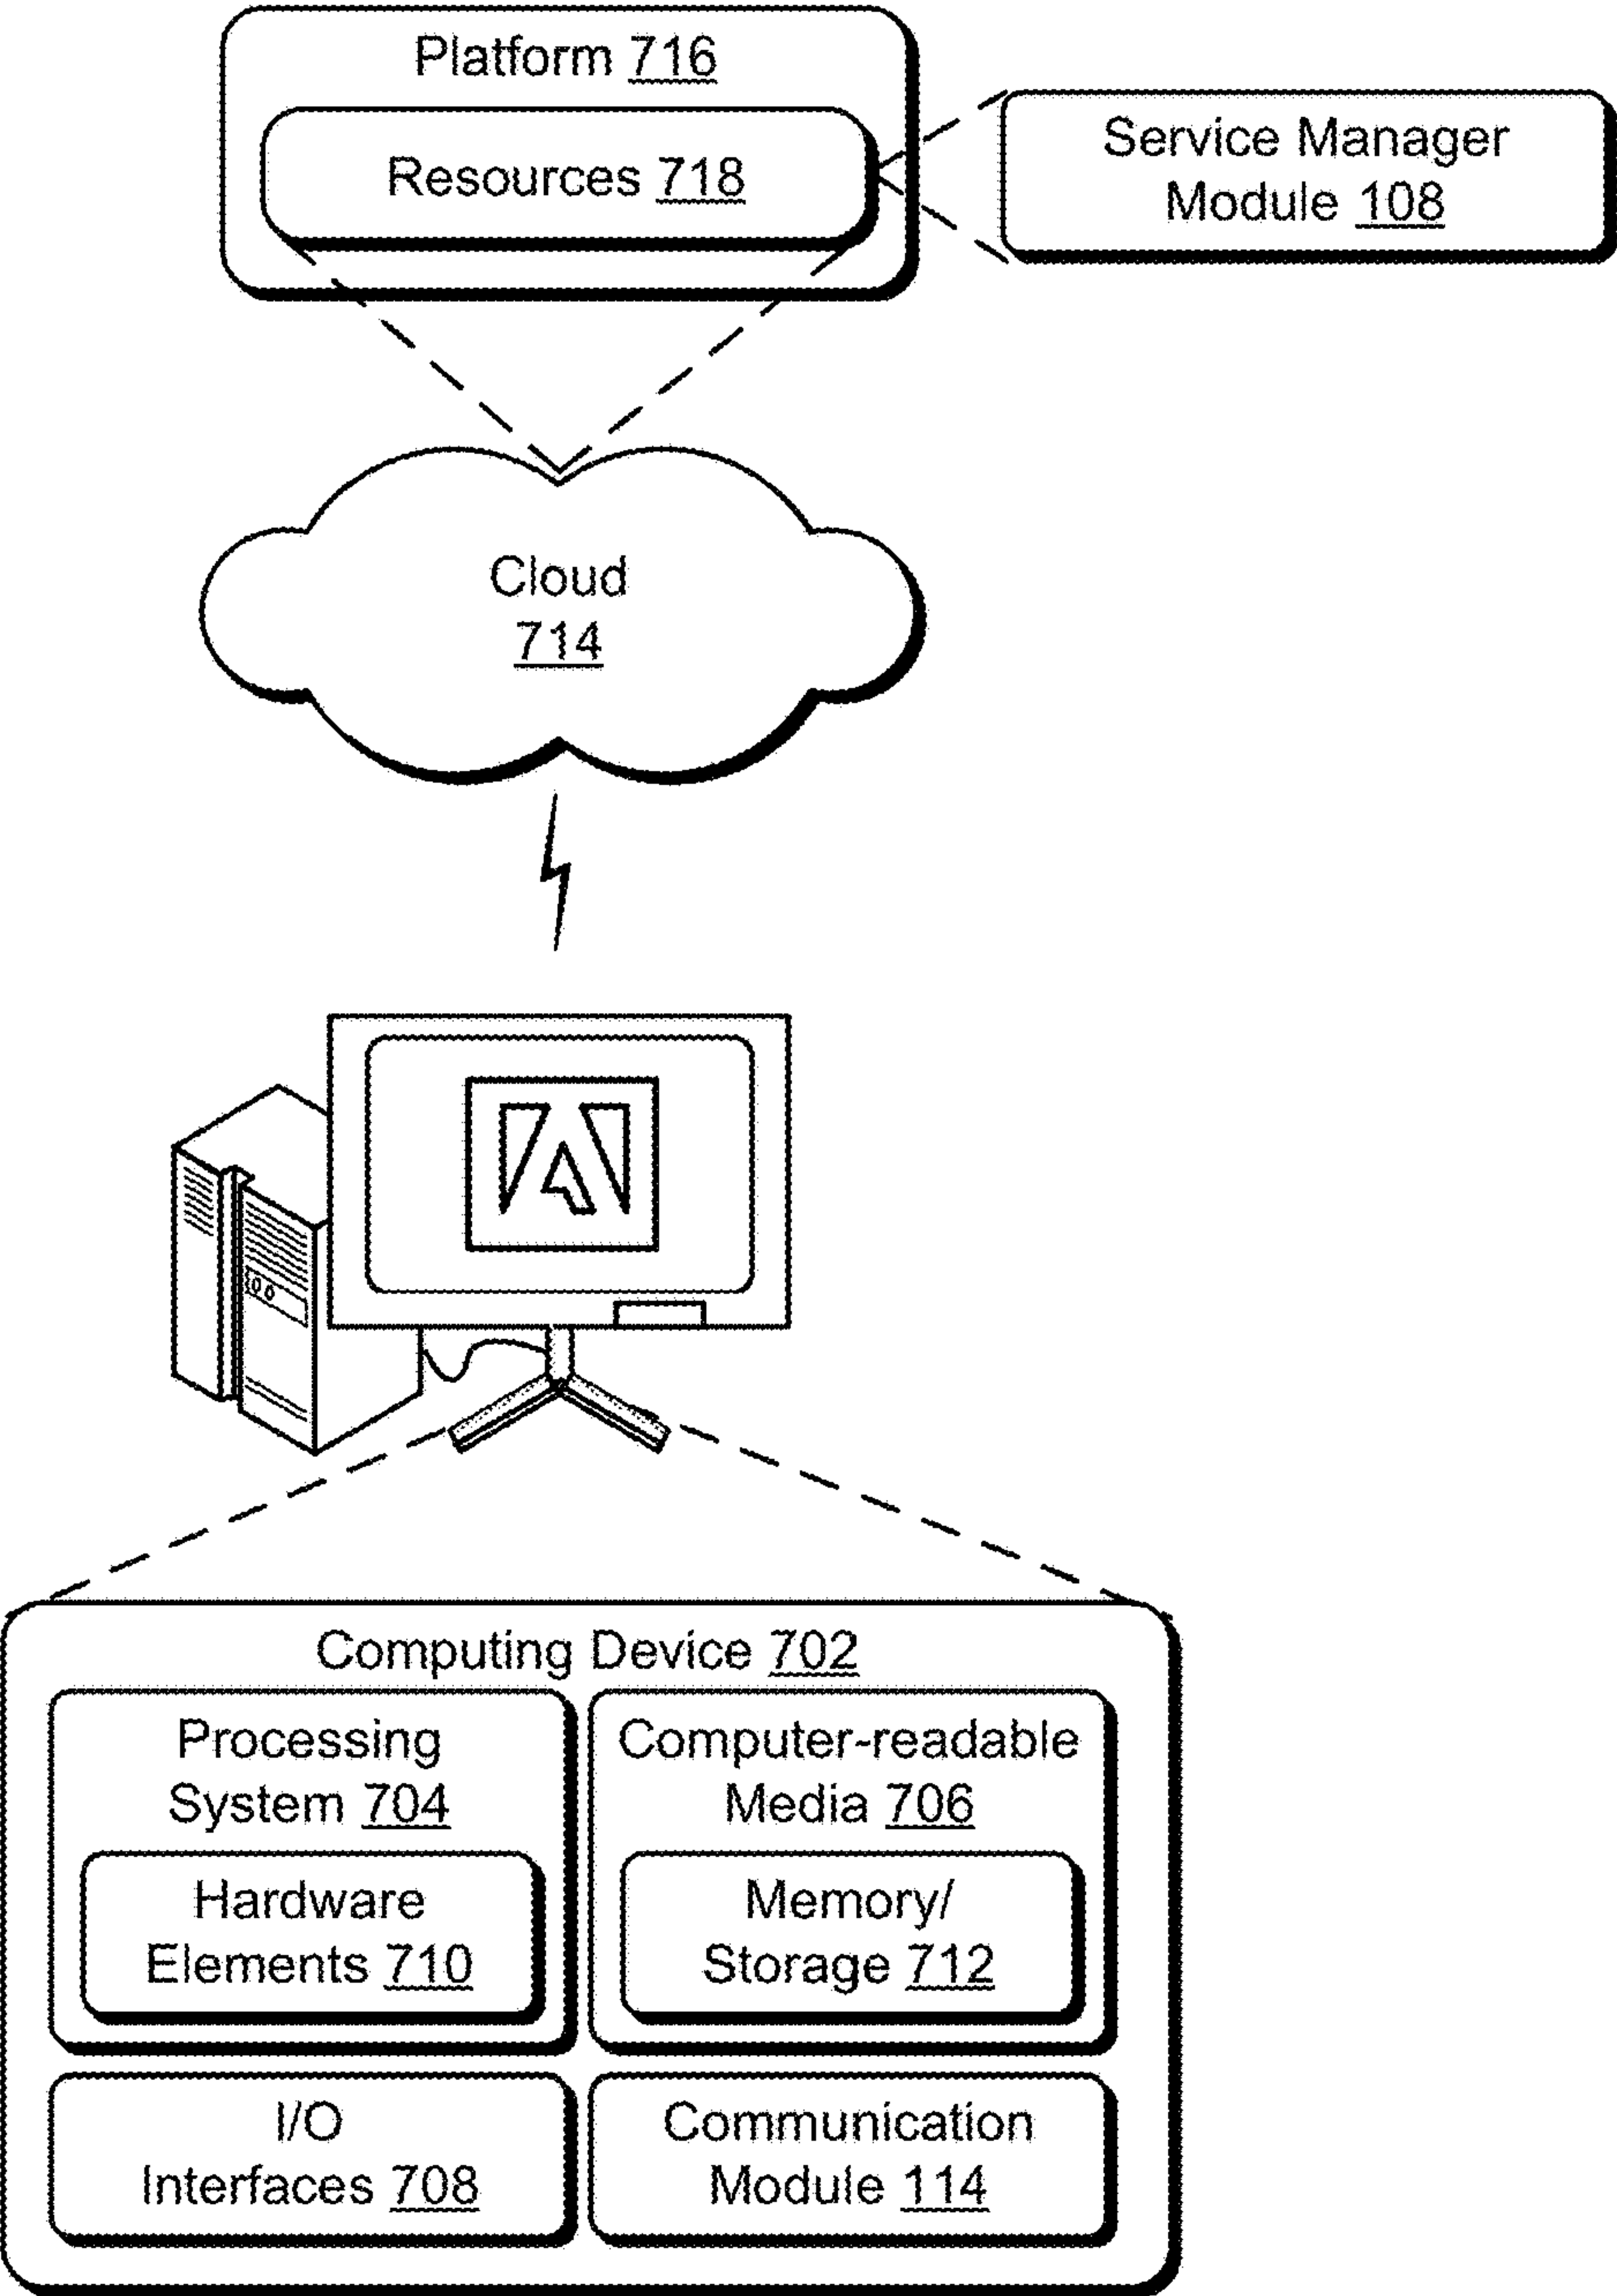 Platform 716
Resources 718
Service Manager
Module 108
Cloud
714
Computing Device 702
Processing
System 704
Hardware
Elements 710
Computer-readable
Media 706
Memory/
Storage 712
I/O
Interfaces 708
Communication
Module 114